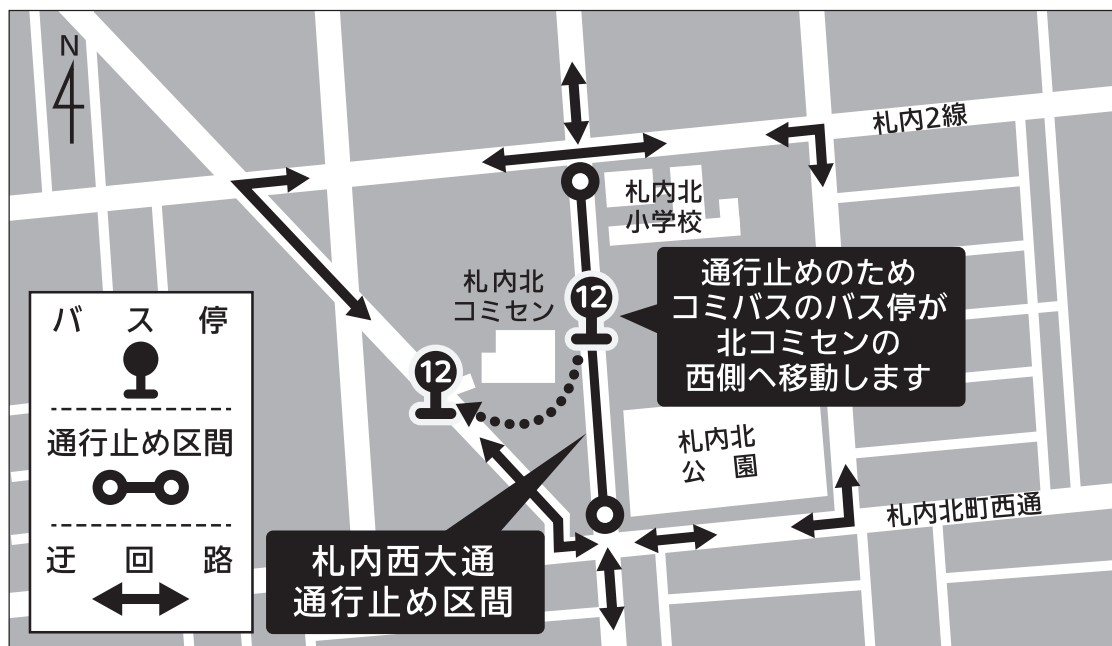 N
札内2線
札内北
小学校
12
通行止めのため
コミバスのバス停が
北コミセンの
西側へ移動します
札内北
コミセン
12
バス停
通行止め区間
迂回路
札内北
公園
札内北町西通
札内西大通
通行止め区間